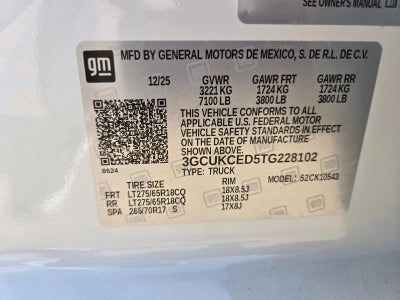 SEE OWNER'S MANUAL
gm
MFD BY GENERAL MOTORS DE MEXICO, S. DE R.L. DE C.V.
12/25 GVWR GAWR FRT GAWR RR
3221 KG 1724 KG 1724 KG
7100 LB 3800 LB 3800 LB
THIS VEHICLE CONFORMS TO ALL
APPLICABLE U.S. FEDERAL MOTOR
VEHICLE SAFETY STANDARDS IN EFFECT
ON THE DATE OF MANUFACTURE
SHOWN ABOVE.
3GCUKCED5TG228102
8624 TYPE: TRUCK MODEL: 52CK10543
TIRE SIZE RIM
FRT LT275/65R18CQ 18X8.5J
RR LT275/65R18CQ 18X8.5J
SPA 265/70R17 S 17X8J